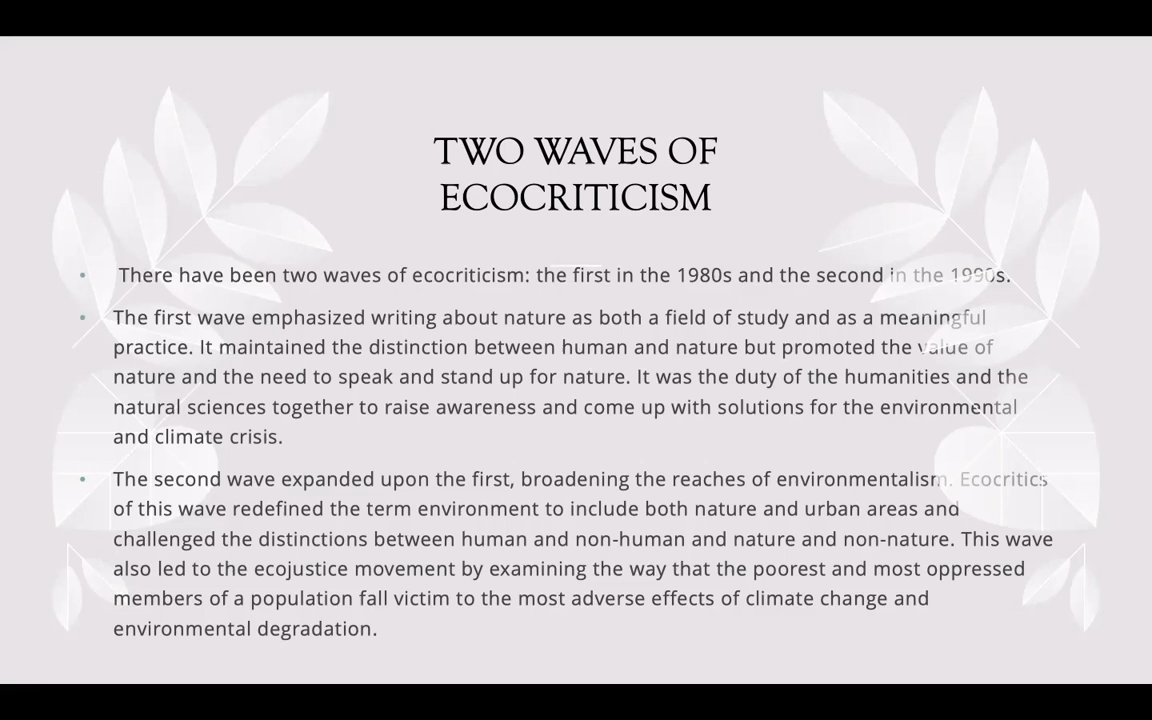 TWO WAVES OF
ECOCRITICISM
• There have been two waves of ecocriticism: the first in the 1980s and the second in the 1990s.
• The first wave emphasized writing about nature as both a field of study and as a meaningful
practice. It maintained the distinction between human and nature but promoted the value of
nature and the need to speak and stand up for nature. It was the duty of the humanities and the
natural sciences together to raise awareness and come up with solutions for the environmental
and climate crisis.
• The second wave expanded upon the first, broadening the reaches of environmentalism. Ecocritics
of this wave redefined the term environment to include both nature and urban areas and
challenged the distinctions between human and non-human and nature and non-nature. This wave
also led to the ecojustice movement by examining the way that the poorest and most oppressed
members of a population fall victim to the most adverse effects of climate change and
environmental degradation.